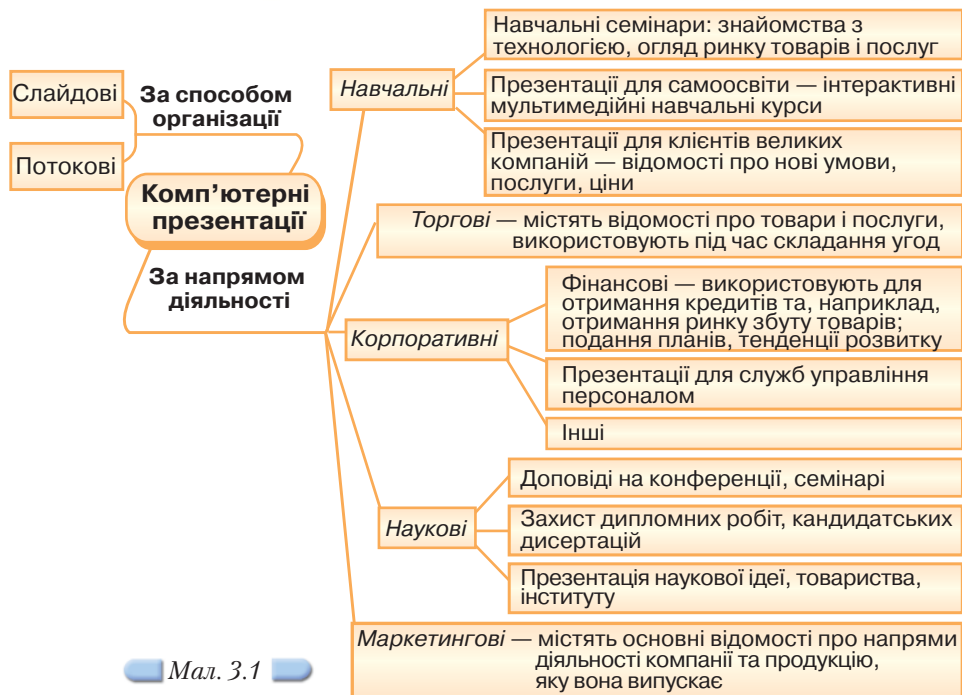 Комп’ютерні
презентації
За способом
організації
Слайдові
Потокові
За напрямом
діяльності
Навчальні
Навчальні семінари: знайомства з
технологією, огляд ринку товарів і послуг
Презентації для самоосвіти — інтерактивні
мультимедійні навчальні курси
Презентації для клієнтів великих
компаній — відомості про нові умови,
послуги, ціни
Торгові — містять відомості про товари і послуги,
використовують під час складання угод
Корпоративні
Фінансові — використовують для
отримання кредитів та, наприклад,
отримання ринку збуту товарів;
подання планів, тенденції розвитку
Презентації для служб управління
персоналом
Інші
Наукові
Доповіді на конференції, семінарі
Захист дипломних робіт, кандидатських
дисертацій
Презентація наукової ідеї, товариства,
інституту
Маркетингові — містять основні відомості про напрями
діяльності компанії та продукцію,
яку вона випускає
Мал. 3.1